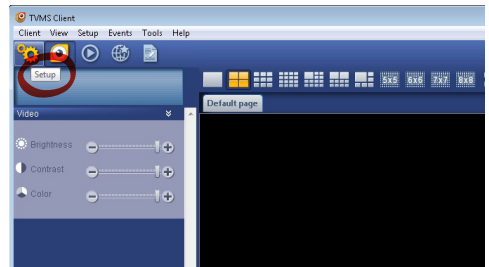 TVMS Client
Client View Setup Events Tools Help
Setup
5x5 6x6 7x7 8x8
Default page
Video
Brightness
Contrast
Color